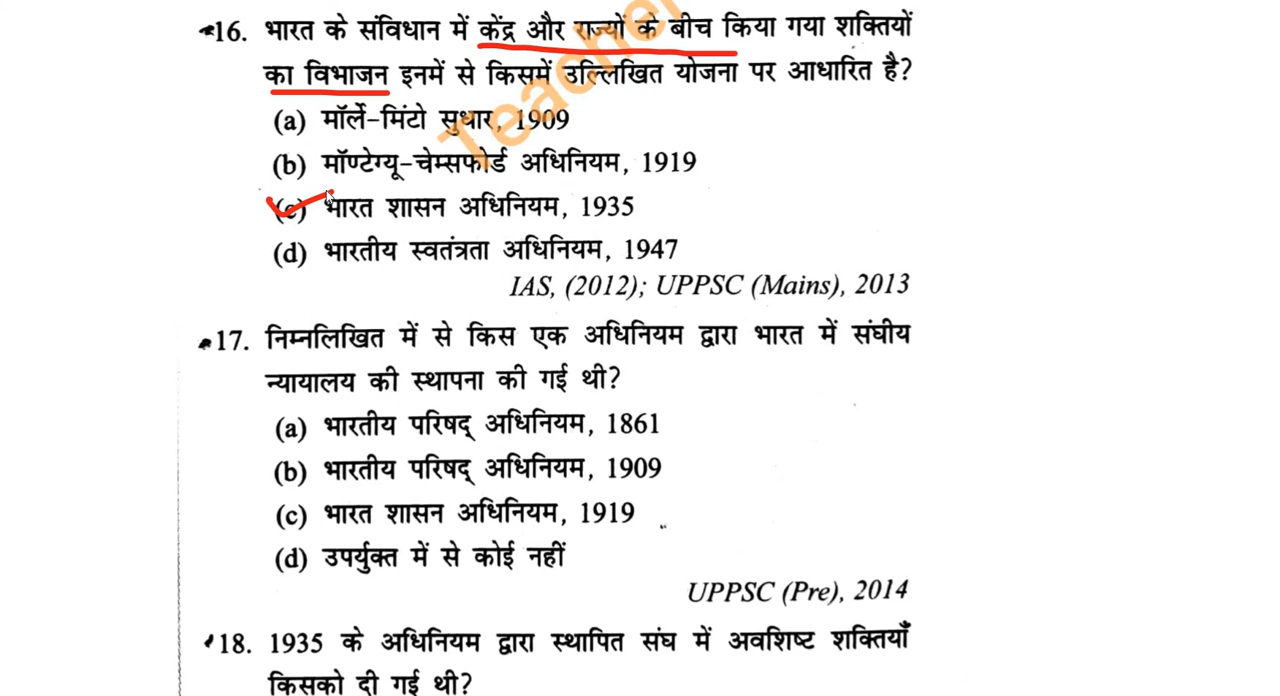 16. भारत के संविधान में केंद्र और राज्यों के बीच किया गया शक्तियों
का विभाजन इनमें से किसमें उल्लिखित योजना पर आधारित है?
(a) मॉर्ले-मिंटो सुधार, 1909
(b) मॉण्टेग्यू-चेम्सफोर्ड अधिनियम, 1919
(c) भारत शासन अधिनियम, 1935
(d) भारतीय स्वतंत्रता अधिनियम, 1947
IAS, (2012); UPPSC (Mains), 2013
17. निम्नलिखित में से किस एक अधिनियम द्वारा भारत में संघीय
न्यायालय की स्थापना की गई थी?
(a) भारतीय परिषद् अधिनियम, 1861
(b) भारतीय परिषद् अधिनियम, 1909
(c) भारत शासन अधिनियम, 1919
(d) उपर्युक्त में से कोई नहीं
UPPSC (Pre), 2014
18. 1935 के अधिनियम द्वारा स्थापित संघ में अवशिष्ट शक्तियाँ
किसको दी गई थी?
Teacher